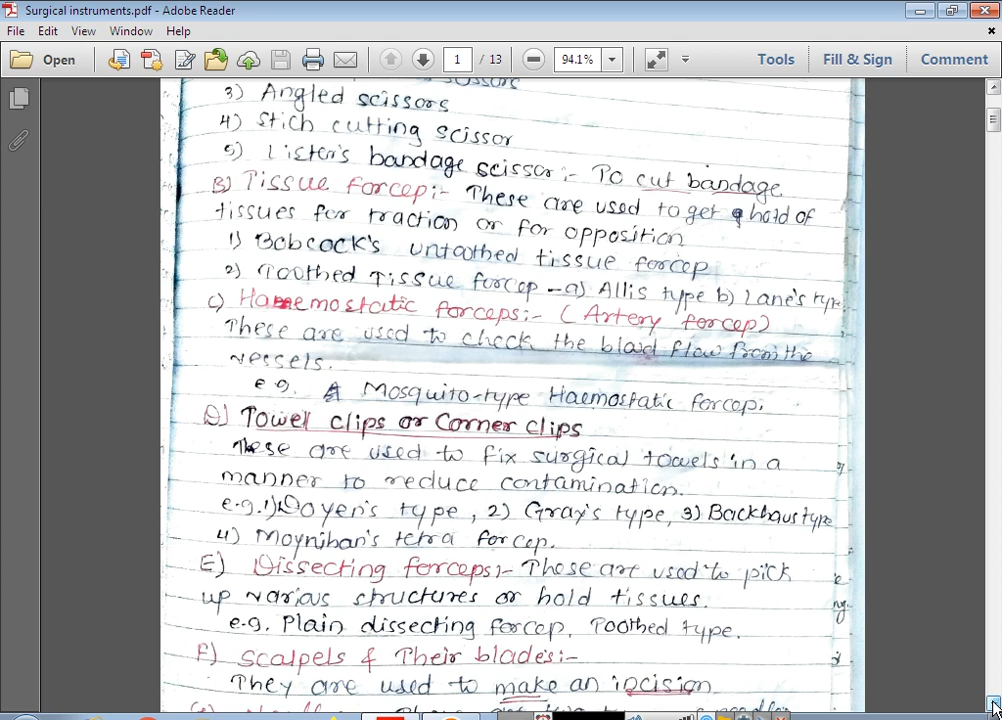 Surgical instruments.pdf - Adobe Reader
File Edit View Window Help
Open 1 / 13 94.1% Tools Fill & Sign Comment
scissors
3) Angled scissors
4) Stich cutting scissor
5) Lister's bandage scissor:- To cut bandage
B) Tissue forcep:- These are used to get hold of
tissues for traction or for opposition
1) Babcock's untoothed tissue forcep
2) Toothed Tissue forcep - a) Allis type b) Lane's type
C) Haemostatic forceps:- (Artery forcep)
These are used to check the blood flow from the
vessels.
e.g. Mosquito-type Haemostatic forcep.
D) Towel clips or Corner clips
These are used to fix surgical towels in a
manner to reduce contamination.
e.g. 1) Doyen's type, 2) Gray's type, 3) Backhaus type
4) Moynihan's tetra forcep.
E) Dissecting forceps:- These are used to pick
up various structures or hold tissues.
e.g. Plain dissecting forcep, Toothed type.
F) Scalpels & Their blades:-
They are used to make an incision